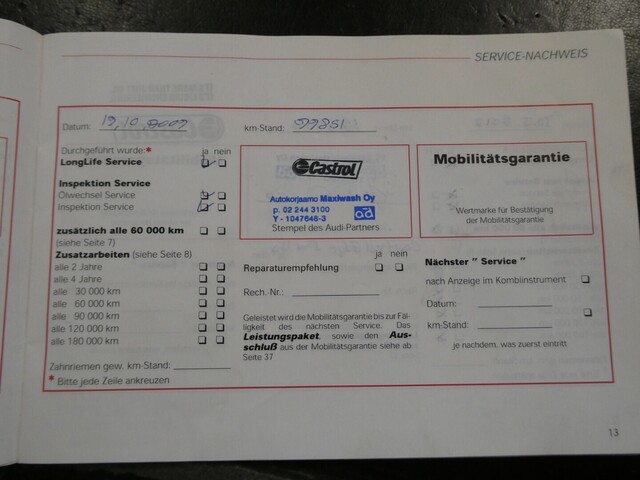 SERVICE-NACHWEIS
Datum: 19.10.2009 km-Stand: 99851
Durchgeführt wurde:* ja nein
LongLife Service
Inspektion Service
Ölwechsel Service
Inspektion Service
zusätzlich alle 60 000 km
(siehe Seite 7)
Zusatzarbeiten (siehe Seite 8)
alle 2 Jahre
alle 4 Jahre
alle 30 000 km
alle 60 000 km
alle 90 000 km
alle 120 000 km
alle 180 000 km
Zahnriemen gew. km-Stand:
* Bitte jede Zeile ankreuzen
Castrol
Autokorjaamo Maxiwash Oy
p. 02 244 3100
Y - 1047648-3 ad
Stempel des Audi-Partners
ja nein
Reparaturempfehlung
Rech.-Nr.:
Geleistet wird die Mobilitätsgarantie bis zur Fäl-
ligkeit des nächsten Service. Das
Leistungspaket sowie den Aus-
schluß aus der Mobilitätsgarantie siehe ab
Seite 37
Mobilitätsgarantie
Wertmarke für Bestätigung
der Mobilitätsgarantie
Nächster " Service "
nach Anzeige im Kombiinstrument
Datum:
km-Stand:
je nachdem, was zuerst eintritt
13